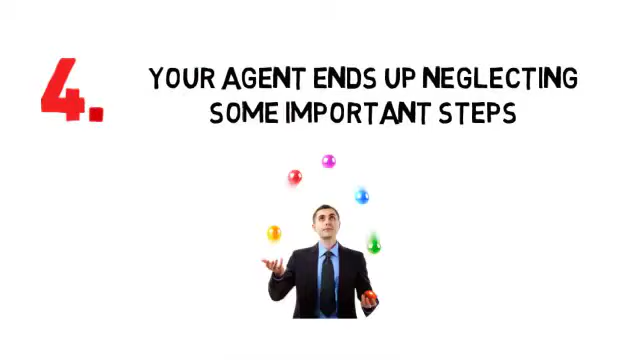 4.
YOUR AGENT ENDS UP NEGLECTING
SOME IMPORTANT STEPS